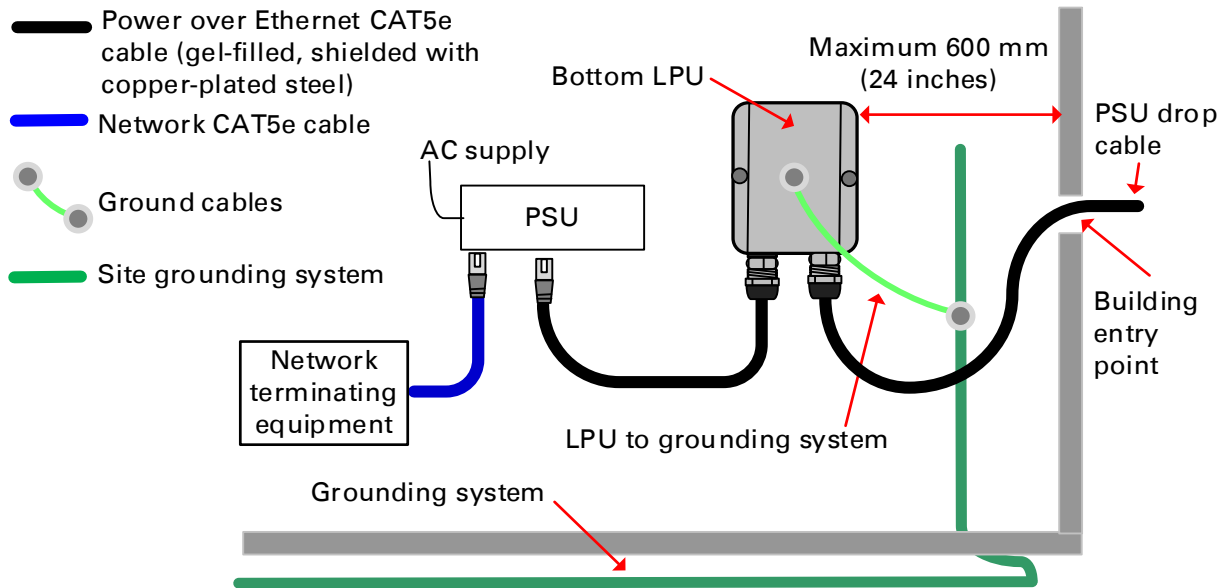 Power over Ethernet CAT5e
cable (gel-filled, shielded with
copper-plated steel)
Network CAT5e cable
Ground cables
Site grounding system
AC supply
PSU
Bottom LPU
Maximum 600 mm
(24 inches)
PSU drop
cable
Building
entry
point
Network
terminating
equipment
LPU to grounding system
Grounding system